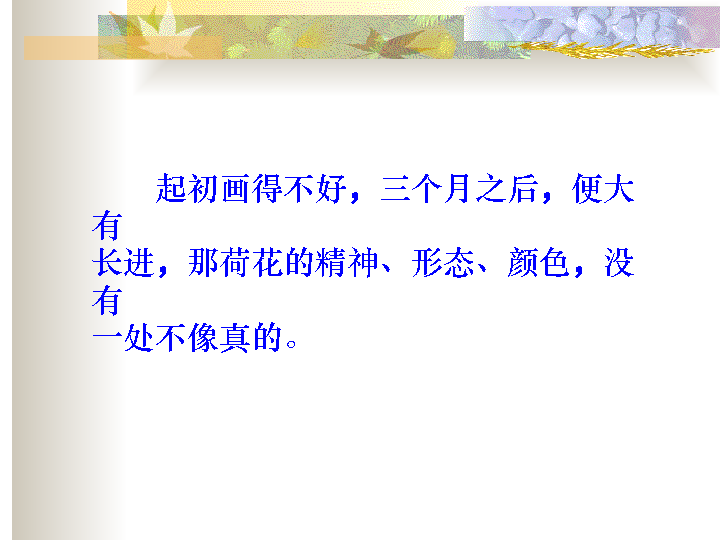 起初画得不好，三个月之后，便大
有
长进，那荷花的精神、形态、颜色，没
有
一处不像真的。